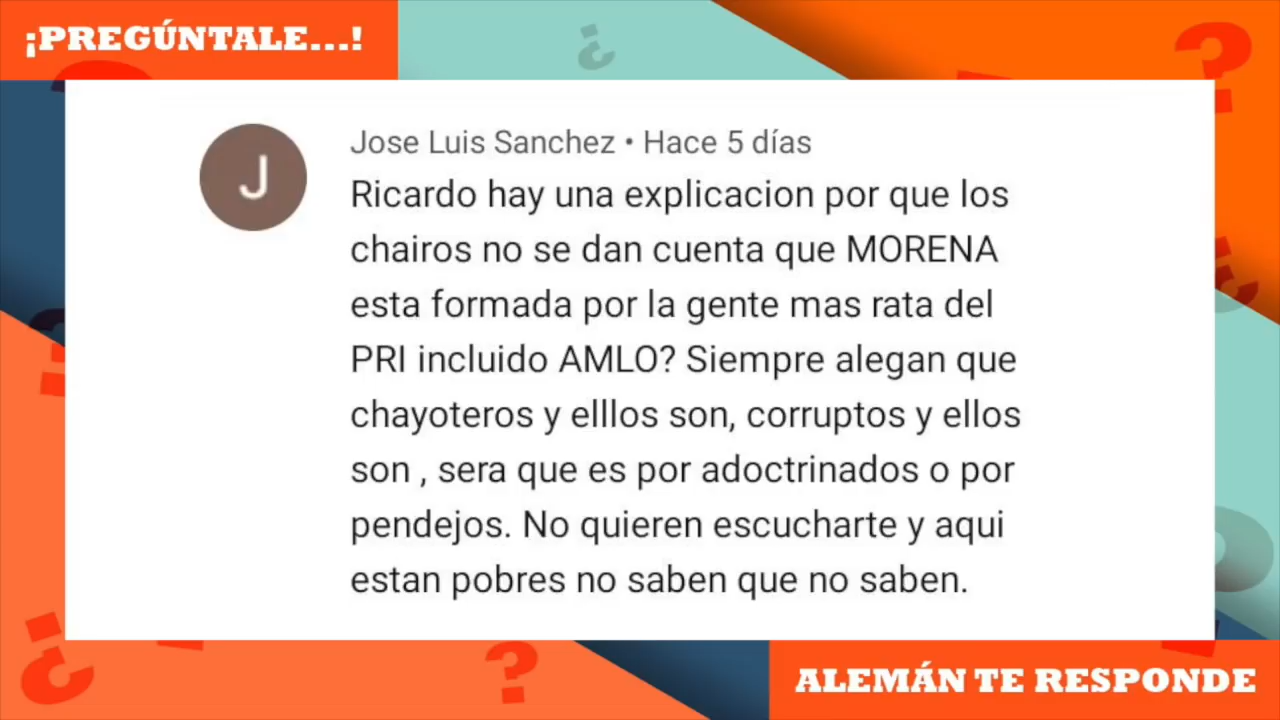 ¡PREGÚNTALE...!
J
Jose Luis Sanchez • Hace 5 días
Ricardo hay una explicacion por que los
chairos no se dan cuenta que MORENA
esta formada por la gente mas rata del
PRI incluido AMLO? Siempre alegan que
chayoteros y elllos son, corruptos y ellos
son , sera que es por adoctrinados o por
pendejos. No quieren escucharte y aqui
estan pobres no saben que no saben.
ALEMÁN TE RESPONDE